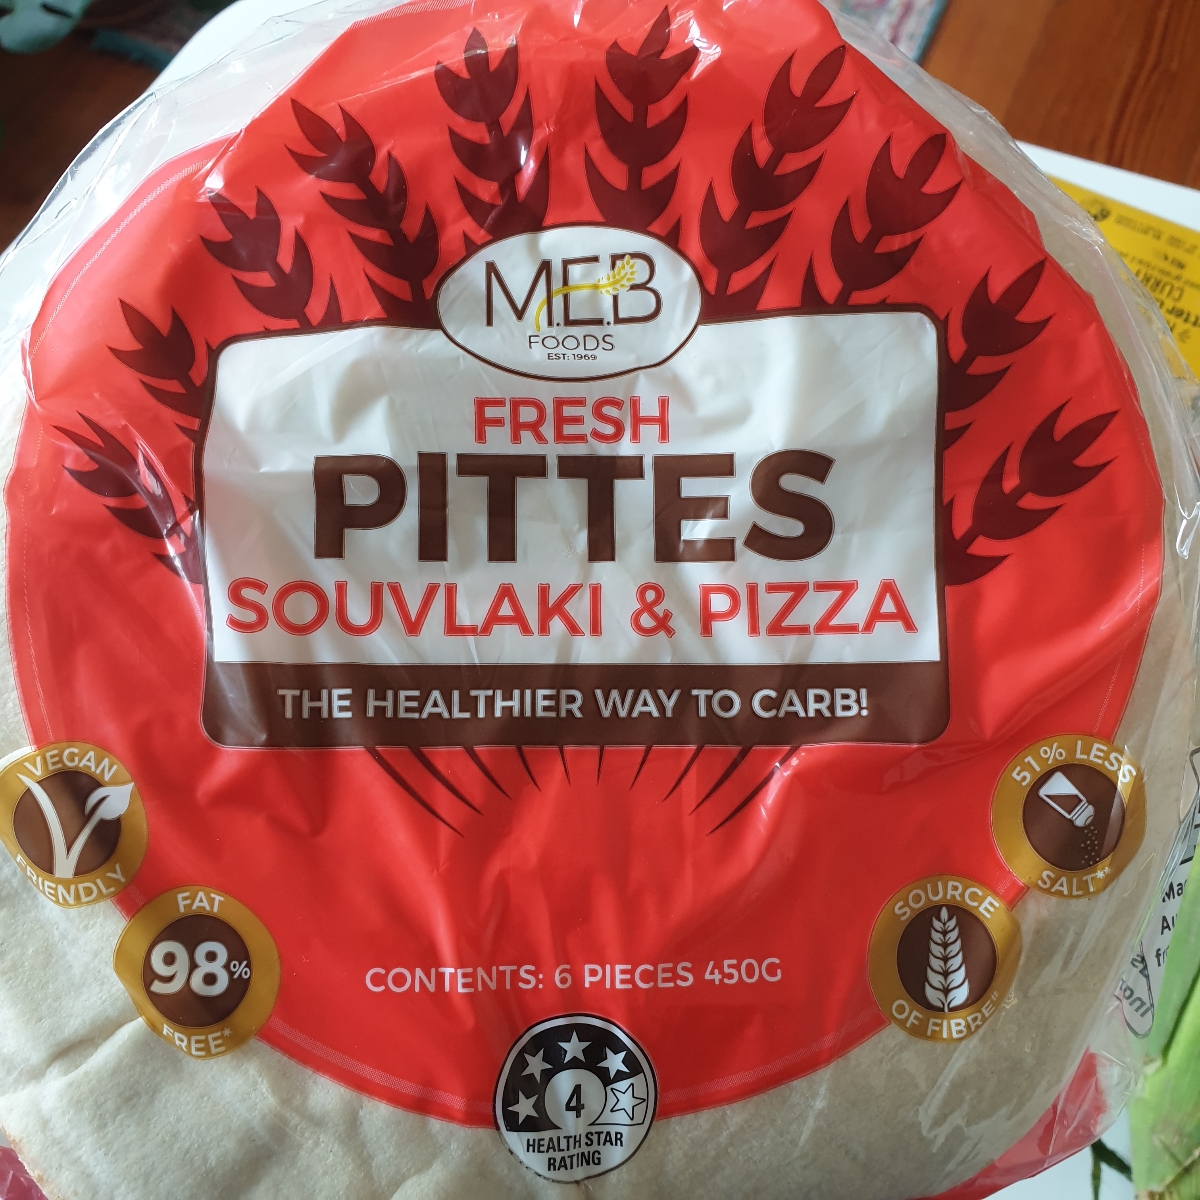 M.E.B
FOODS
EST: 1969
FRESH
PITTES
SOUVLAKI & PIZZA
THE HEALTHIER WAY TO CARB!
VEGAN
FRIENDLY
FAT
98%
FREE*
51% LESS
SALT**
SOURCE
OF FIBRE
CONTENTS: 6 PIECES 450G
4
HEALTH STAR
RATING
CURRY